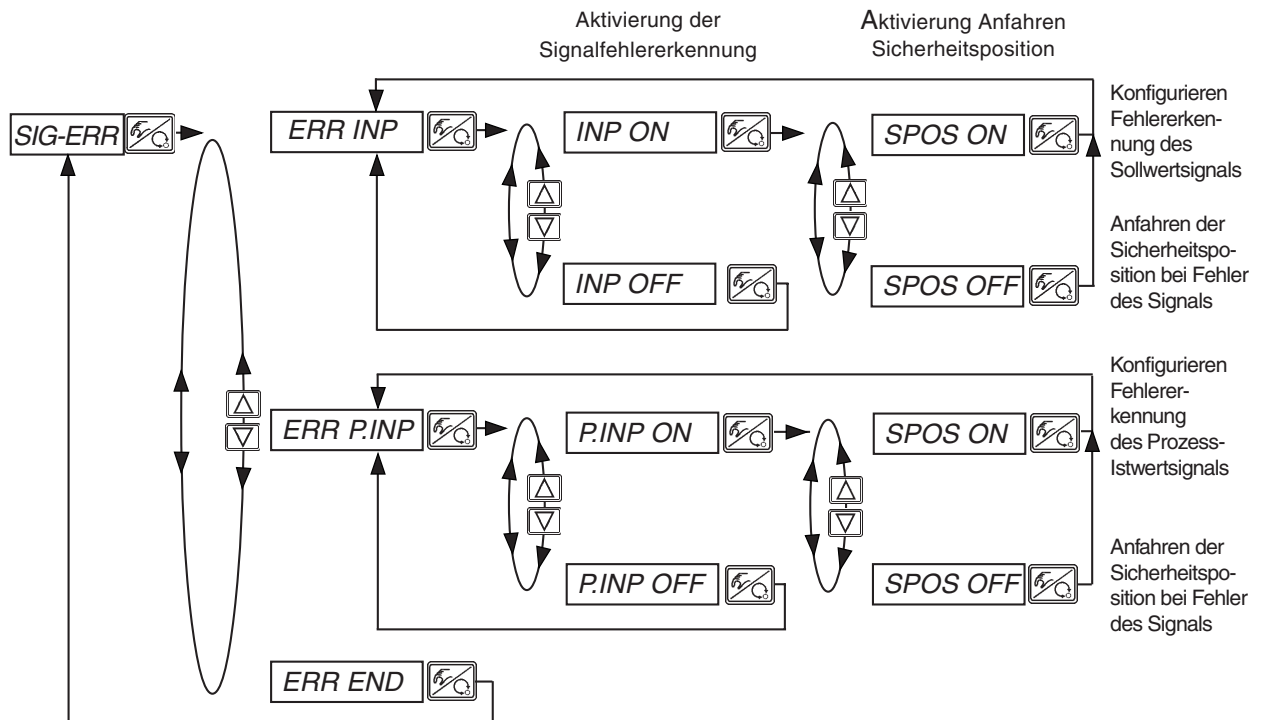 Aktivierung der
Signalfehlererkennung
Aktivierung Anfahren
Sicherheitsposition
SIG-ERR
ERR INP
INP ON
SPOS ON
Konfigurieren
Fehlererken-
nung des
Sollwertsignals
INP OFF
SPOS OFF
Anfahren der
Sicherheitspo-
sition bei Fehler
des Signals
ERR P.INP
P.INP ON
SPOS ON
Konfigurieren
Fehlerer-
kennung
des Prozess-
Istwertsignals
P.INP OFF
SPOS OFF
Anfahren der
Sicherheitspo-
sition bei Fehler
des Signals
ERR END